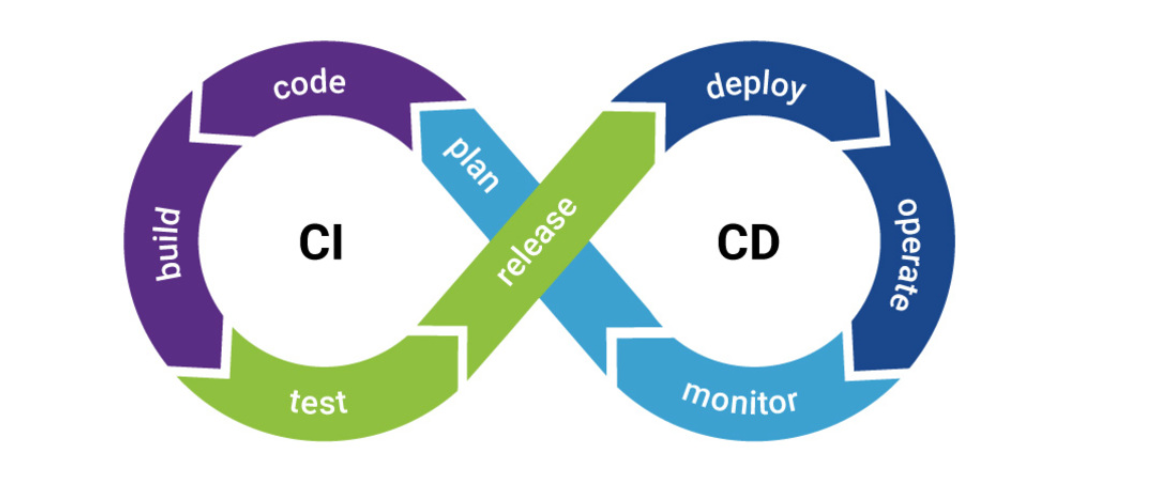 code
deploy
plan
build
CI
release
CD
operate
test
monitor